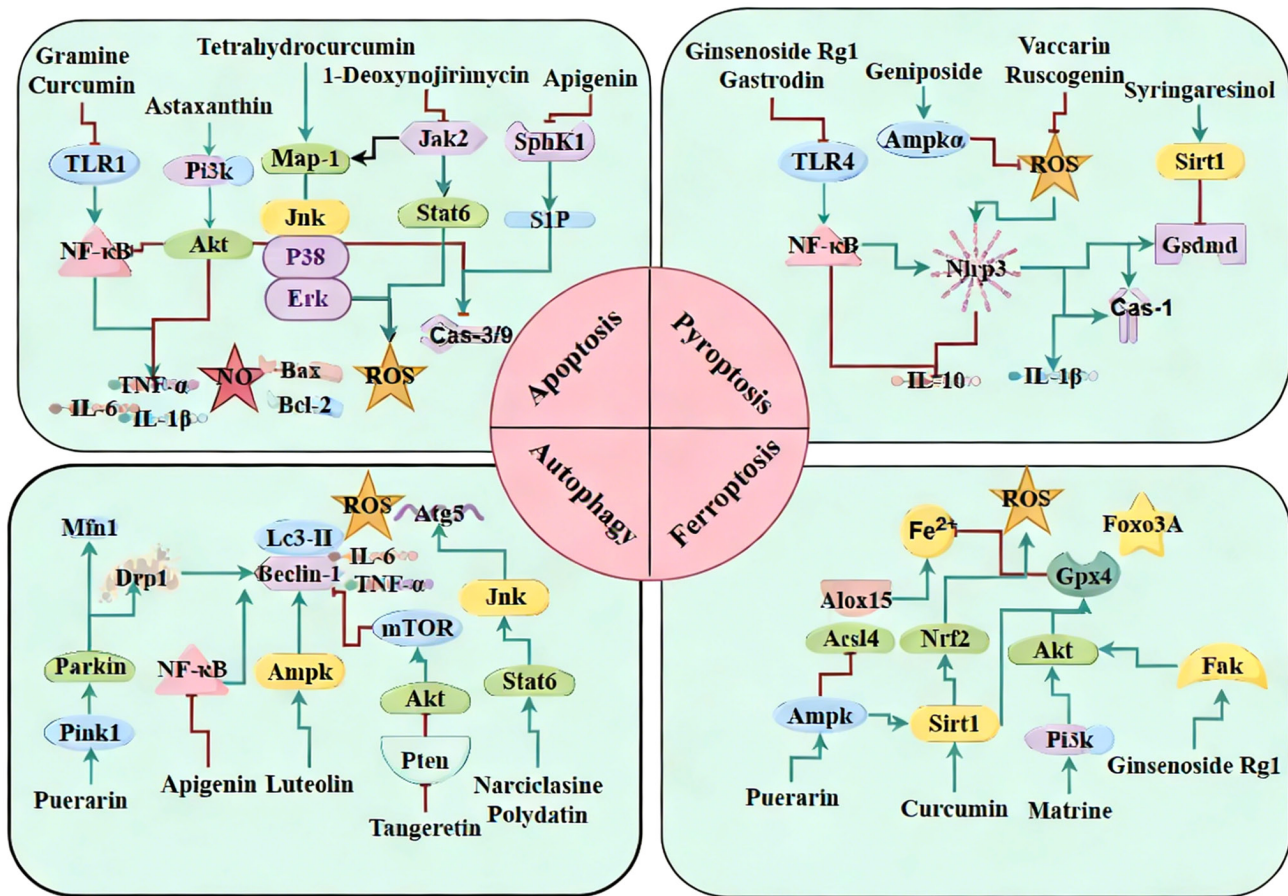 Gramine
Curcumin
Tetrahydrocurcumin
1-Deoxynojirimycin
Apigenin
Astaxanthin
TLR1
Pi3k
Map-1
Jak2
SphK1
Jnk
Stat6
S1P
NF-κB
Akt
P38
Erk
Cas-3/9
TNF-α
IL-6
IL-1β
NO
Bax
Bcl-2
ROS
Ginsenoside Rg1
Gastrodin
Geniposide
Vaccarin
Ruscogenin
Syringaresinol
TLR4
Ampkα
ROS
Sirt1
NF-κB
Nlrp3
Gsdmd
Cas-1
IL-10
IL-1β
Apoptosis
Pyroptosis
Autophagy
Ferroptosis
Mfn1
Drp1
Lc3-II
Beclin-1
ROS
IL-6
TNF-α
Atg5
Jnk
mTOR
Parkin
NF-κB
Ampk
Akt
Stat6
Pink1
Pten
Puerarin
Apigenin
Luteolin
Tangeretin
Narciclasine
Polydatin
ROS
Foxo3A
Fe²⁺
Gpx4
Alox15
Acsl4
Nrf2
Akt
Fak
Ampk
Sirt1
Pi3k
Ginsenoside Rg1
Puerarin
Curcumin
Matrine